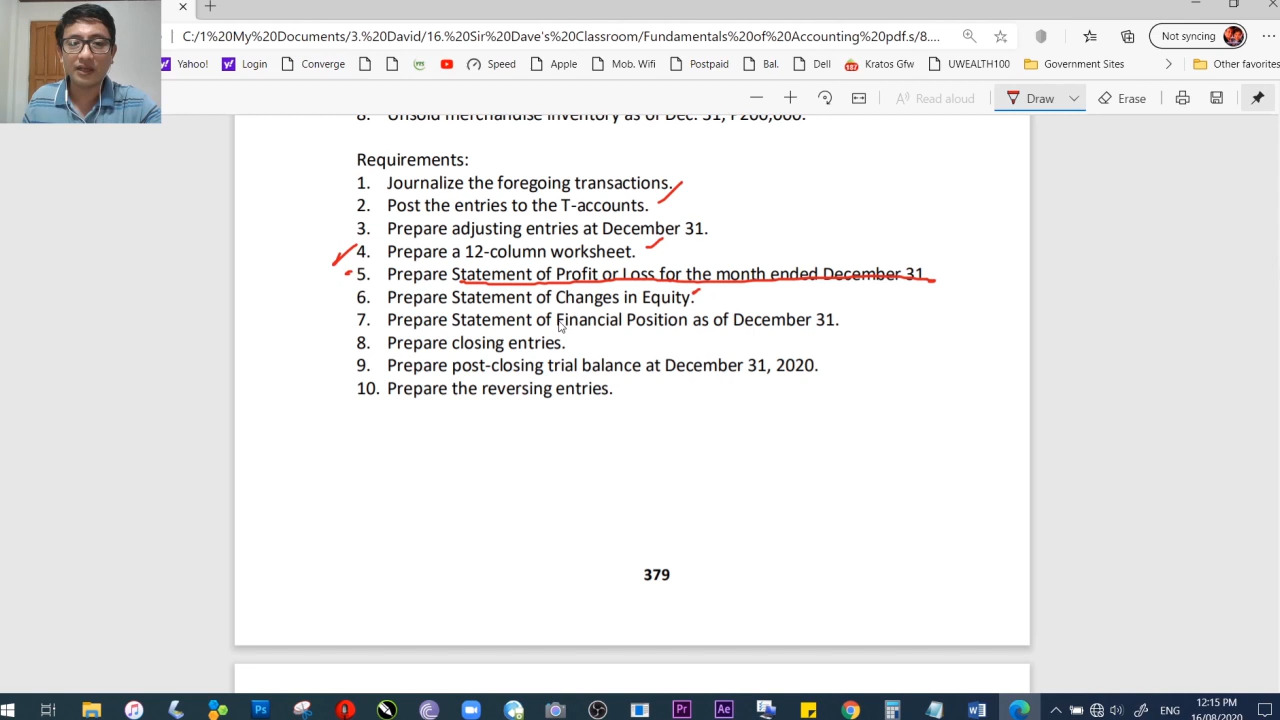 C:/1%20My%20Documents/3.%20David/16.%20Sir%20Dave's%20Classroom/Fundamentals%20of%20Accounting%20pdf.s/8....
Not syncing
Yahoo!
Login
Converge
Speed
Apple
Mob. Wifi
Postpaid
Bal.
Dell
Kratos Gfw
UWEALTH100
Government Sites
Other favorites
Read aloud
Draw
Erase
8. Unsold merchandise inventory as of Dec. 31, P200,000.
Requirements:
1. Journalize the foregoing transactions.
2. Post the entries to the T-accounts.
3. Prepare adjusting entries at December 31.
4. Prepare a 12-column worksheet.
5. Prepare Statement of Profit or Loss for the month ended December 31.
6. Prepare Statement of Changes in Equity.
7. Prepare Statement of Financial Position as of December 31.
8. Prepare closing entries.
9. Prepare post-closing trial balance at December 31, 2020.
10. Prepare the reversing entries.
379
ENG
12:15 PM
16/08/2020